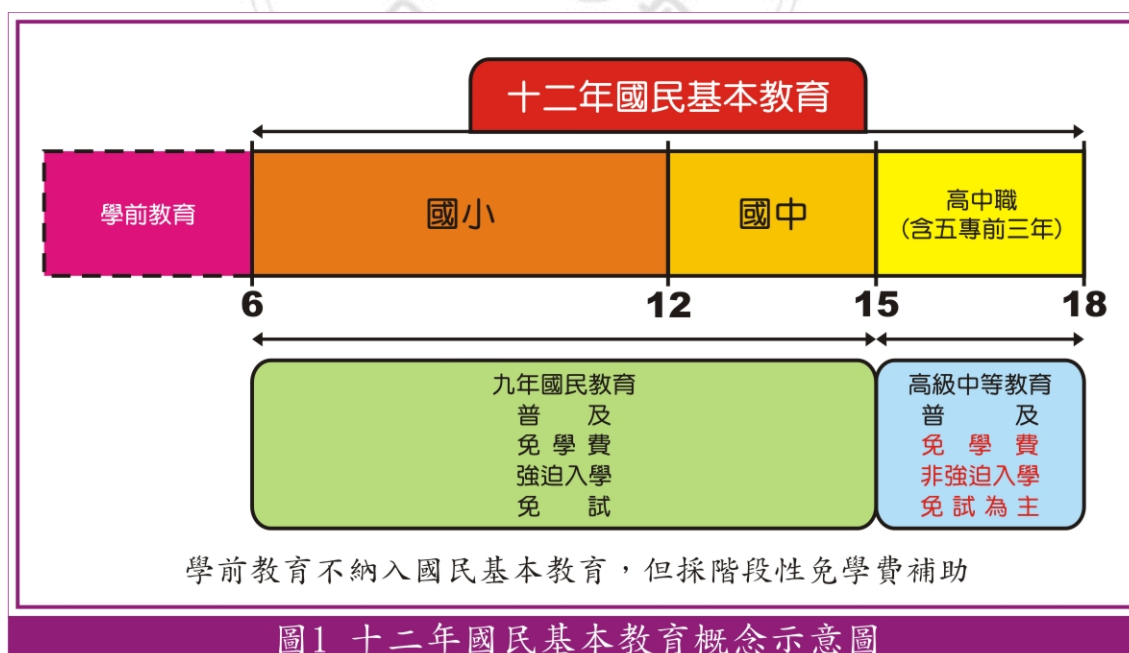 十二年國民基本教育
學前教育
國小
國中
高中職
(含五專前三年)
6
12
15
18
九年國民教育
普及
免學費
強迫入學
免試
高級中等教育
普及
免學費
非強迫入學
免試為主
學前教育不納入國民基本教育，但採階段性免學費補助
圖1 十二年國民基本教育概念示意圖